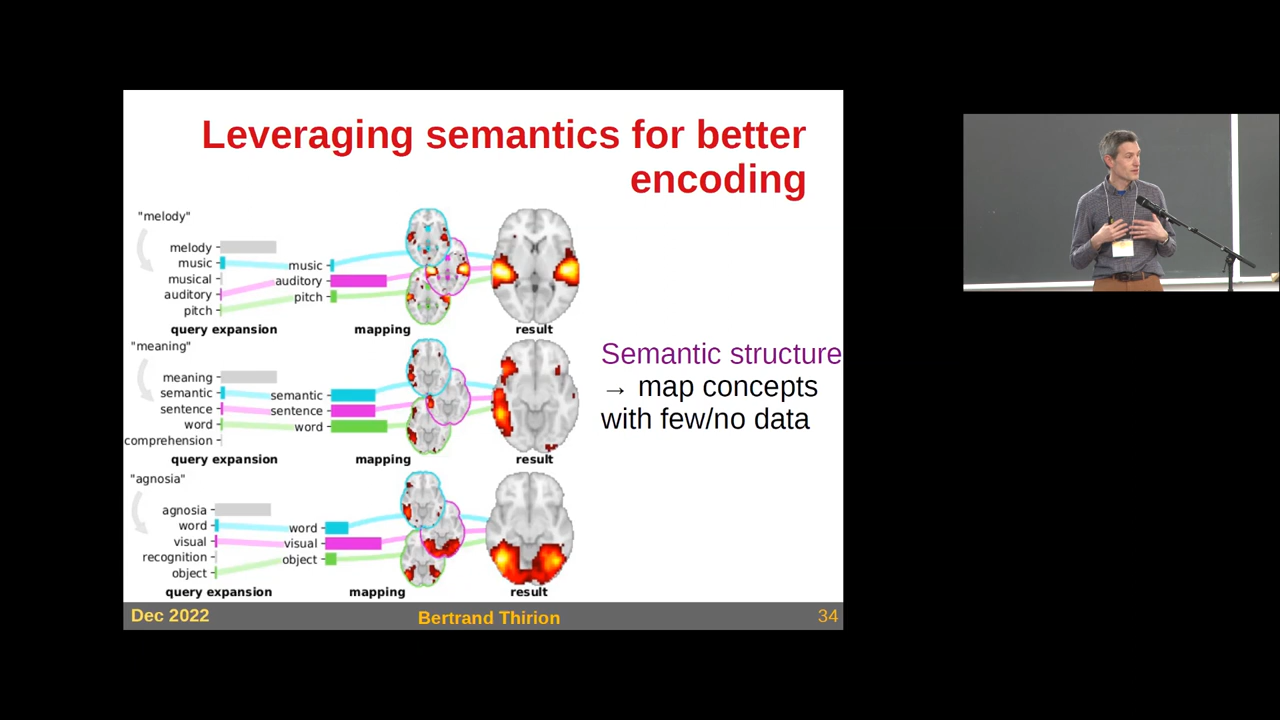 Leveraging semantics for better
encoding
"melody"
melody
music
musical
auditory
pitch
music
auditory
pitch
query expansion mapping result
"meaning"
meaning
semantic
sentence
word
comprehension
semantic
sentence
word
query expansion mapping result
"agnosia"
agnosia
word
visual
recognition
object
word
visual
object
query expansion mapping result
Semantic structure
→ map concepts
with few/no data
Dec 2022 Bertrand Thirion 34